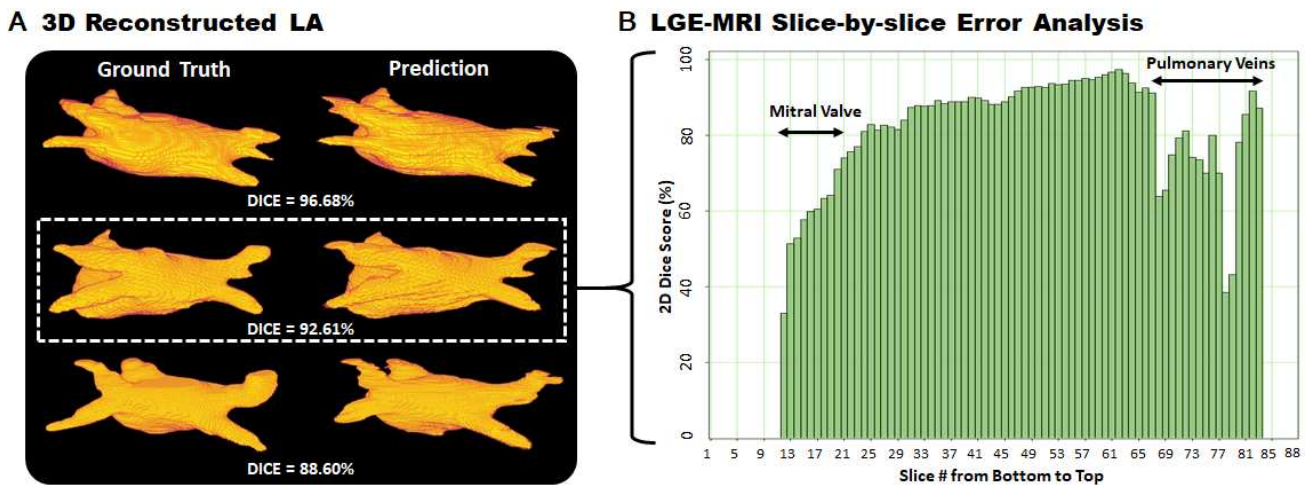 A 3D Reconstructed LA
Ground Truth
Prediction
DICE = 96.68%
DICE = 92.61%
DICE = 88.60%
B LGE-MRI Slice-by-slice Error Analysis
Mitral Valve
Pulmonary Veins
2D Dice Score (%)
100
80
60
40
20
0
1 5 9 13 17 21 25 29 33 37 41 45 49 53 57 61 65 69 73 77 81 85 88
Slice # from Bottom to Top